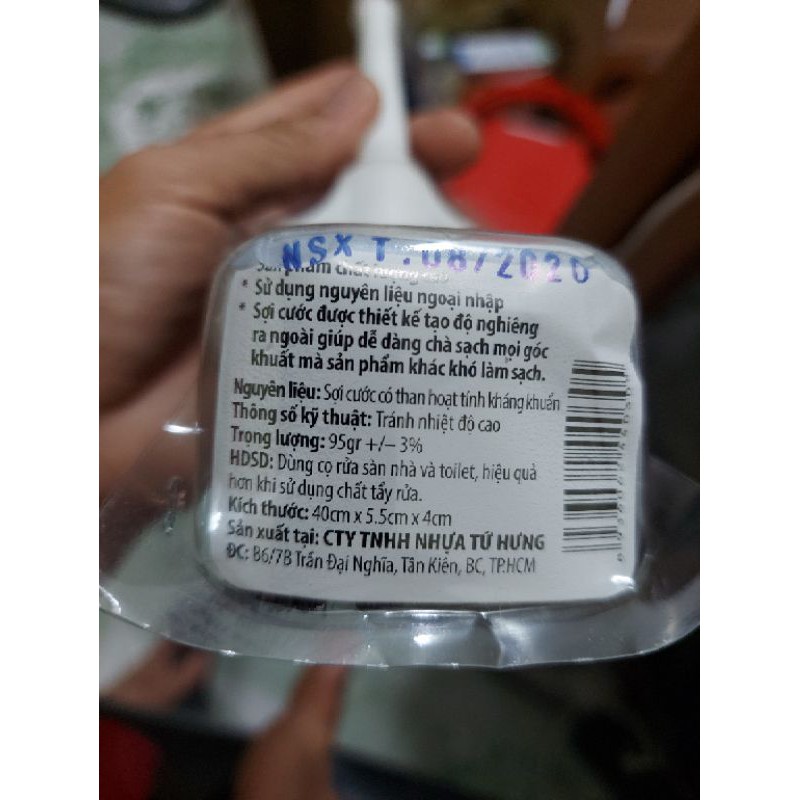 NSX T.08/2020
Sản phẩm chất lượng cao
* Sử dụng nguyên liệu ngoại nhập
* Sợi cước được thiết kế tạo độ nghiêng
ra ngoài giúp dễ dàng chà sạch mọi góc
khuất mà sản phẩm khác khó làm sạch.
Nguyên liệu: Sợi cước có than hoạt tính kháng khuẩn
Thông số kỹ thuật: Tránh nhiệt độ cao
Trọng lượng: 95gr +/- 3%
HDSD: Dùng cọ rửa sàn nhà và toilet, hiệu quả
hơn khi sử dụng chất tẩy rửa.
Kích thước: 40cm x 5.5cm x 4cm
Sản xuất tại: CTY TNHH NHỰA TỨ HƯNG
ĐC: B6/7B Trần Đại Nghĩa, Tân Kiên, BC, TP.HCM